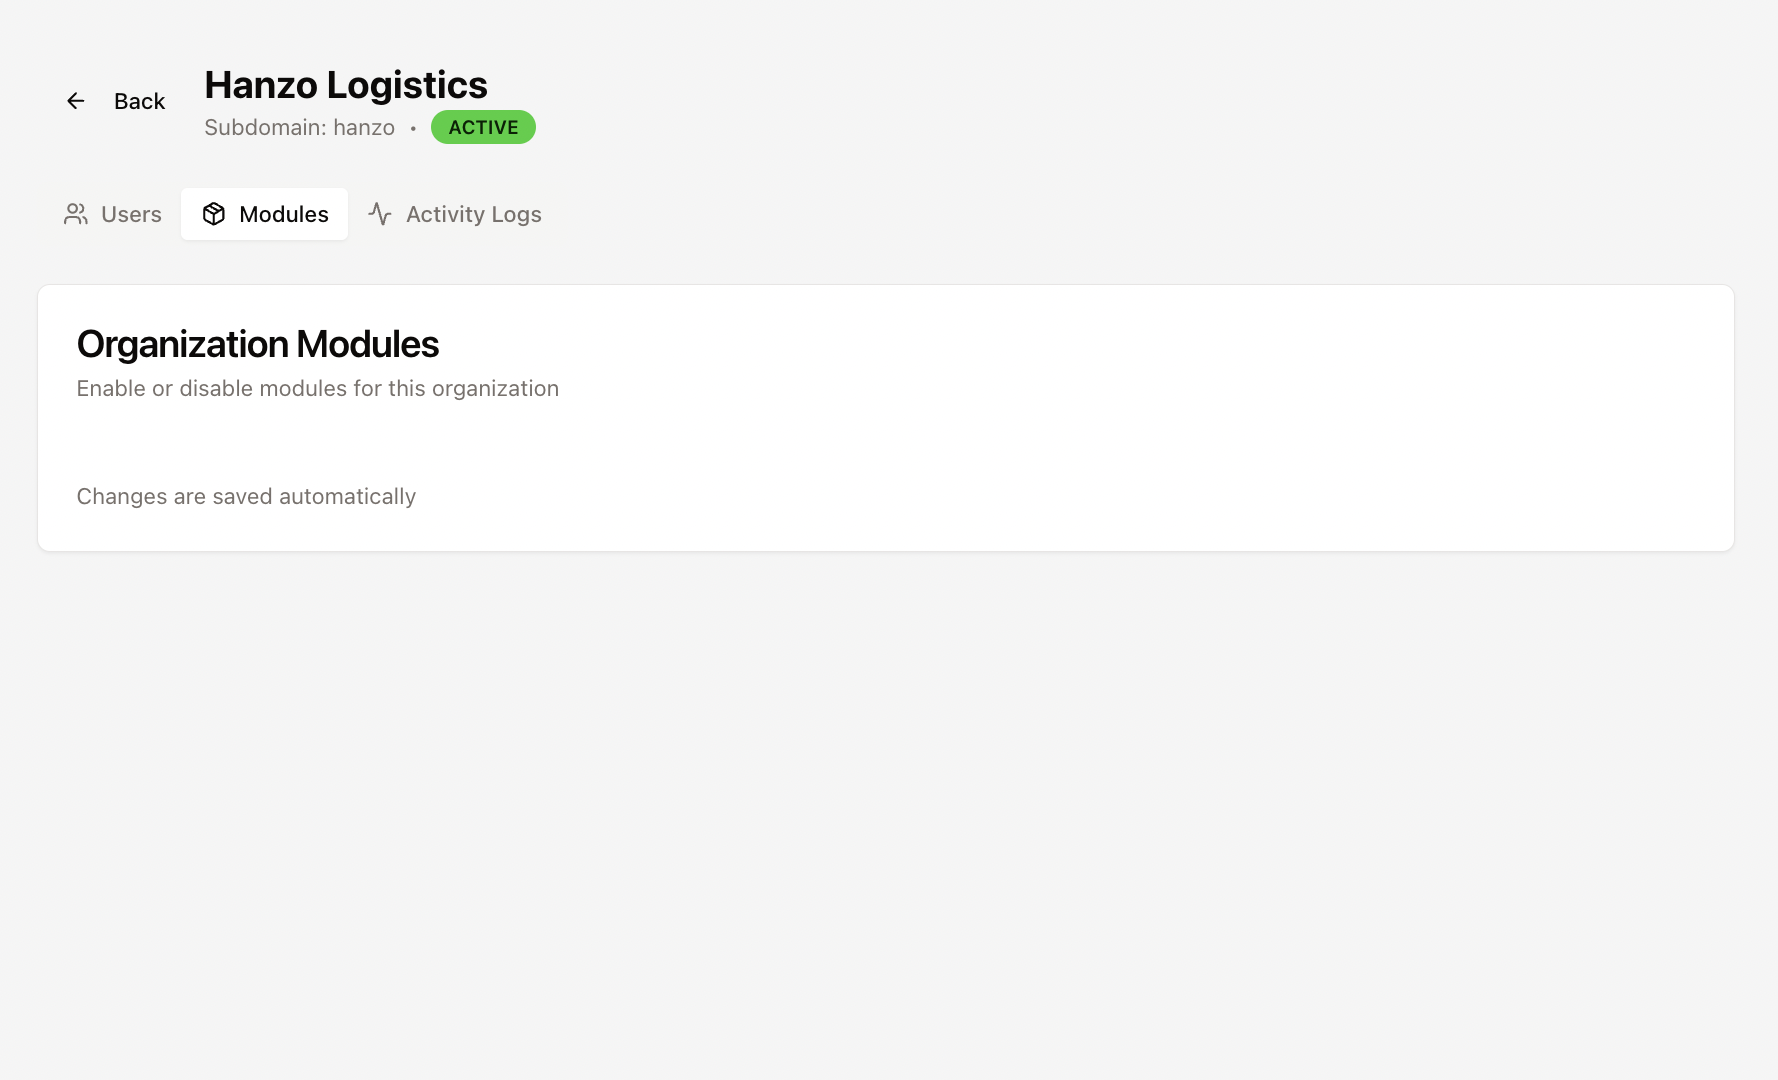 Back
Hanzo Logistics
Subdomain: hanzo • ACTIVE
Users Modules Activity Logs
Organization Modules
Enable or disable modules for this organization
Changes are saved automatically